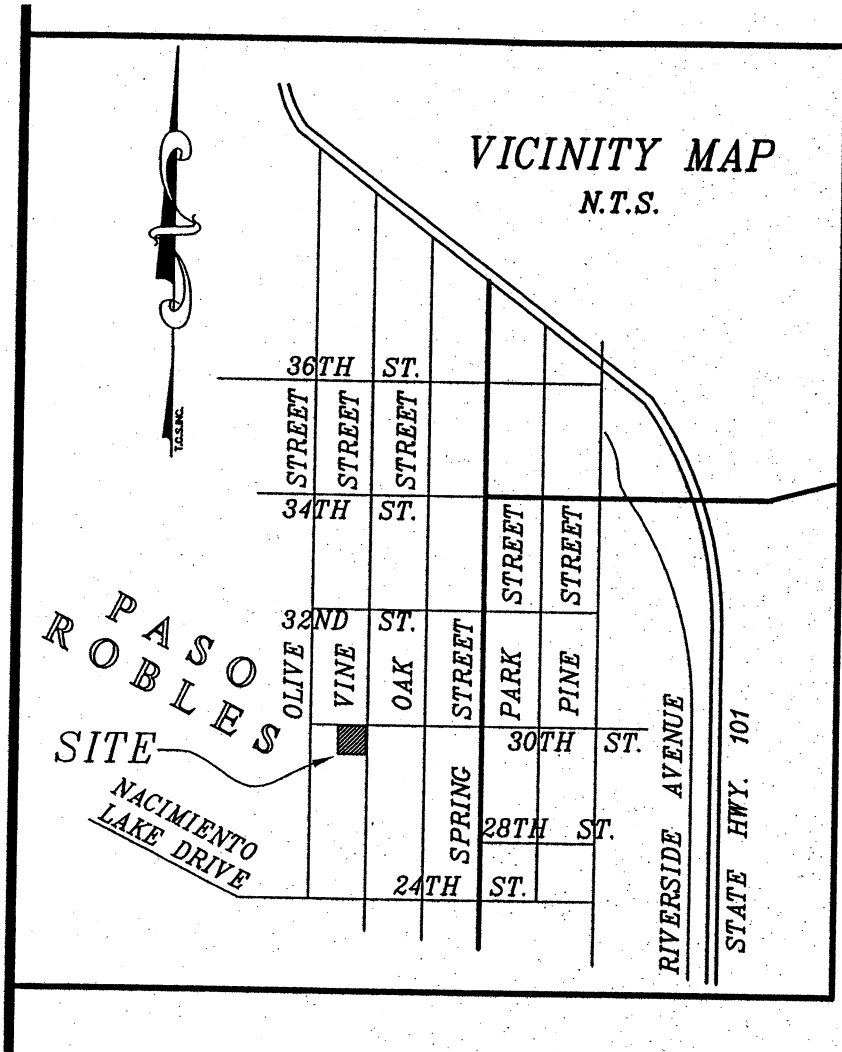 VICINITY MAP
N.T.S.
T.C.S.INC.
36TH ST.
STREET
STREET
STREET
34TH ST.
STREET
STREET
32ND ST.
PASO
ROBLES
OLIVE
VINE
OAK
SPRING STREET
PARK
PINE
30TH ST.
SITE
NACIMIENTO
LAKE DRIVE
28TH ST.
24TH ST.
RIVERSIDE AVENUE
STATE HWY. 101